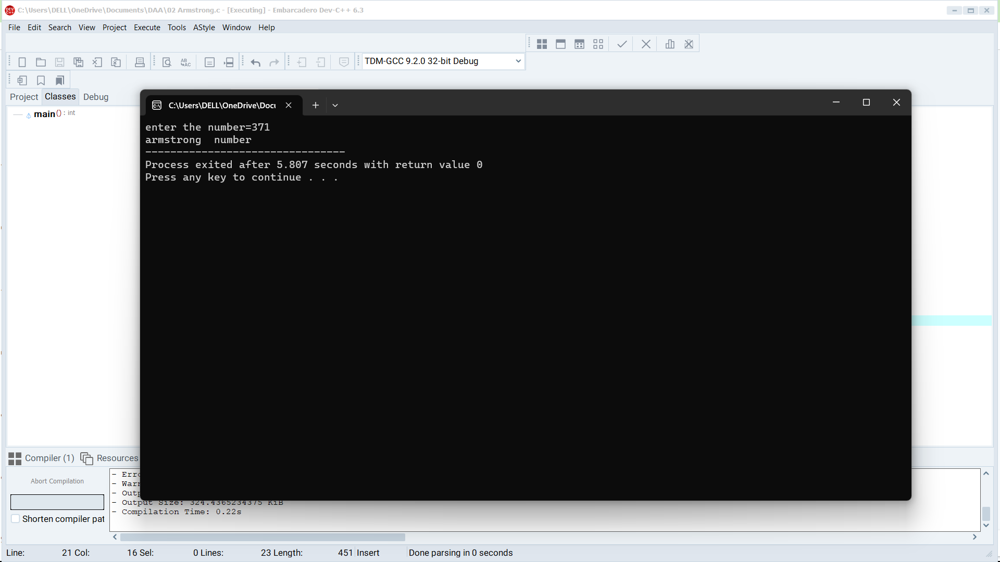 C:\Users\DELL\OneDrive\Documents\DAA\02 Armstrong.c - [Executing] - Embarcadero Dev-C++ 6.3
File Edit Search View Project Execute Tools AStyle Window Help
TDM-GCC 9.2.0 32-bit Debug
Project Classes Debug
main() : int
C:\Users\DELL\OneDrive\Docu
enter the number=371
armstrong  number
--------------------------------
Process exited after 5.807 seconds with return value 0
Press any key to continue . . .
Compiler (1) Resources
Abort Compilation
Shorten compiler pat
- Erro
- Warn
- Outp
- Output Size: 324.4365234375 KiB
- Compilation Time: 0.22s
Line: 21 Col: 16 Sel: 0 Lines: 23 Length: 451 Insert Done parsing in 0 seconds